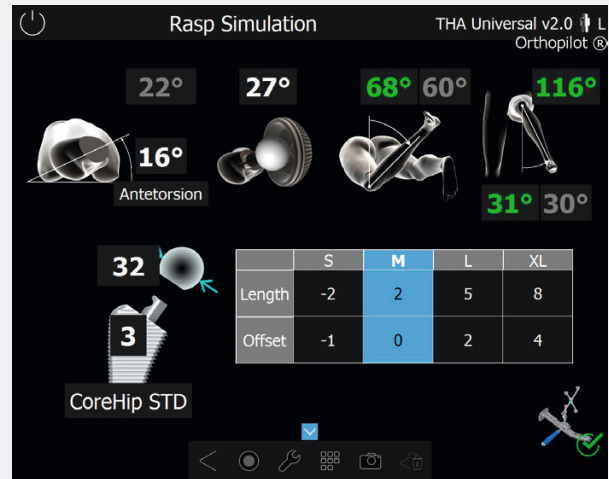 Rasp Simulation
THA Universal v2.0 L
Orthopilot ®
22° 27° 68° 60° 116°
16°
Antetorsion
31° 30°
32
S M L XL
Length -2 2 5 8
Offset -1 0 2 4
3
CoreHip STD